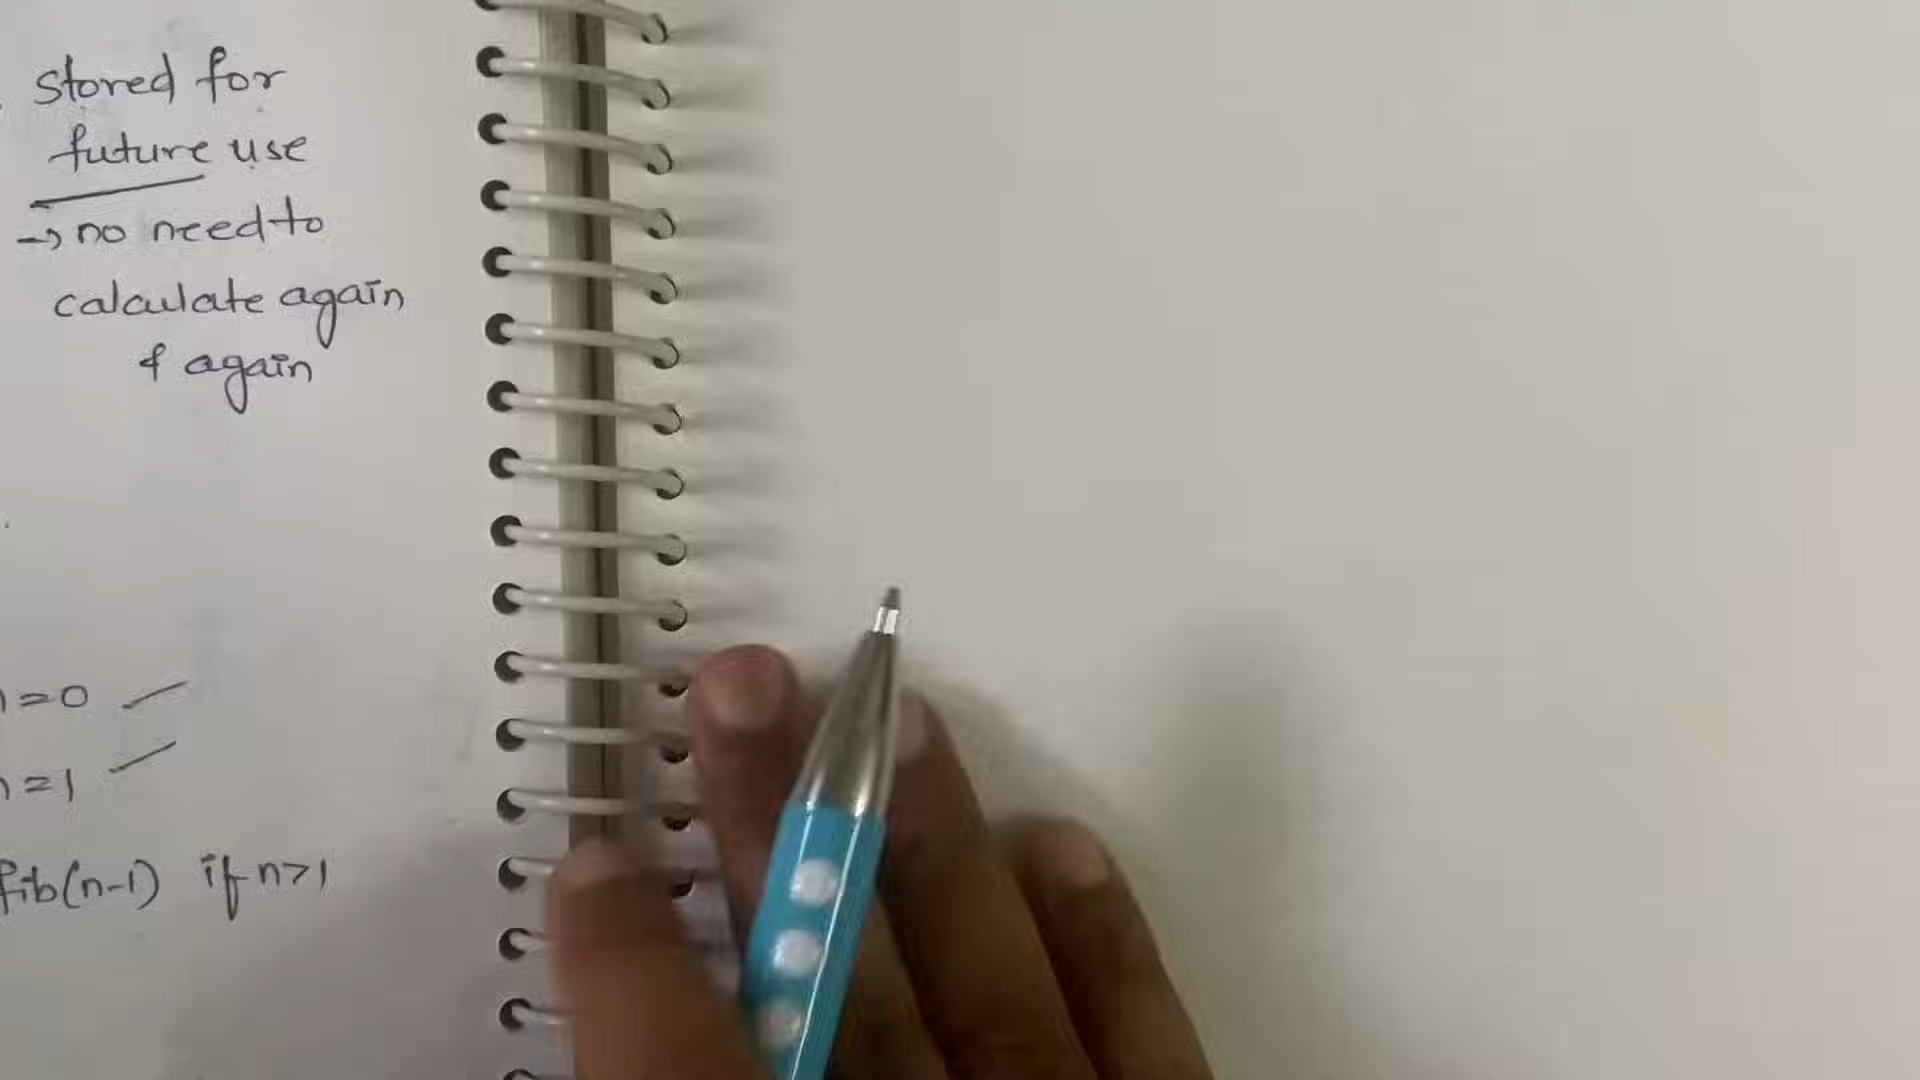 stored for
future use
→ no need to
calculate again
& again
n=0
n=1
fib(n-1) if n>1